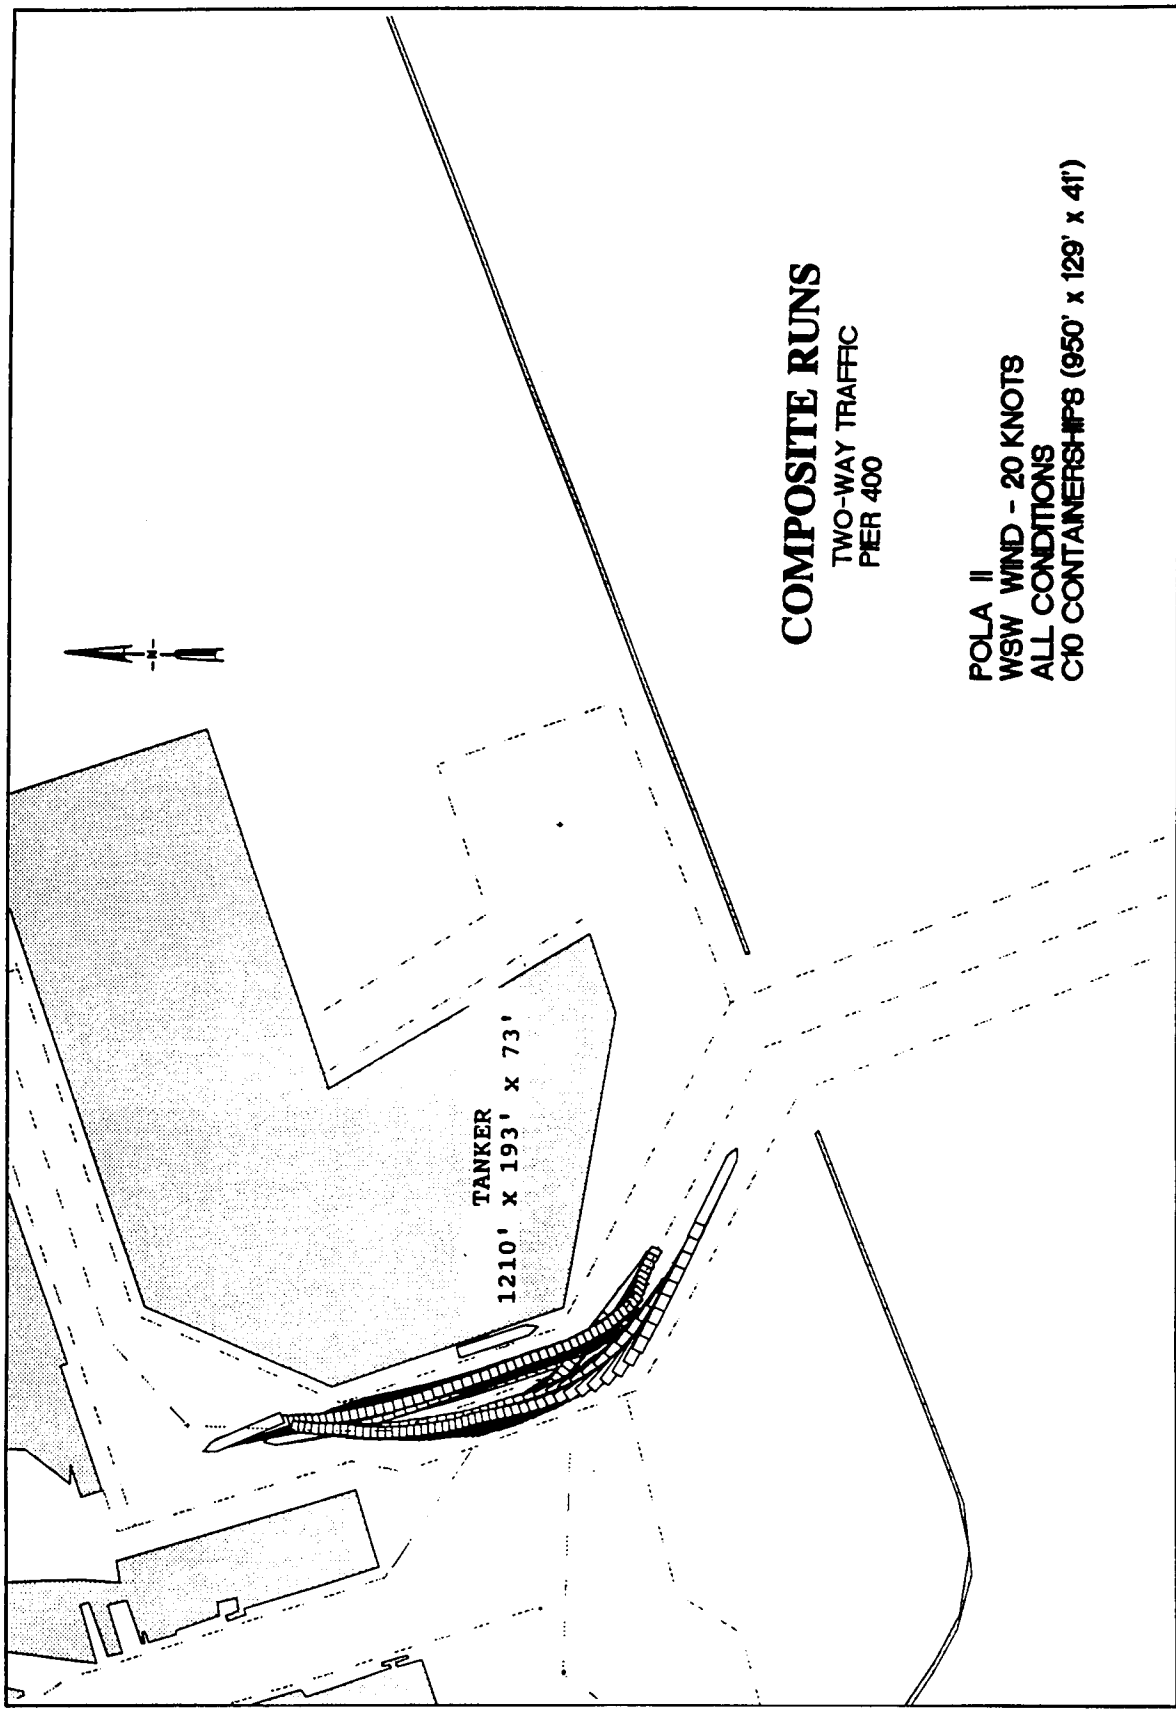 COMPOSITE RUNS
TWO-WAY TRAFFIC
PIER 400
POLA II
WSW WIND - 20 KNOTS
ALL CONDITIONS
C10 CONTAINERSHIPS (950' x 129' x 41')
TANKER
1210' x 193' x 73'
N